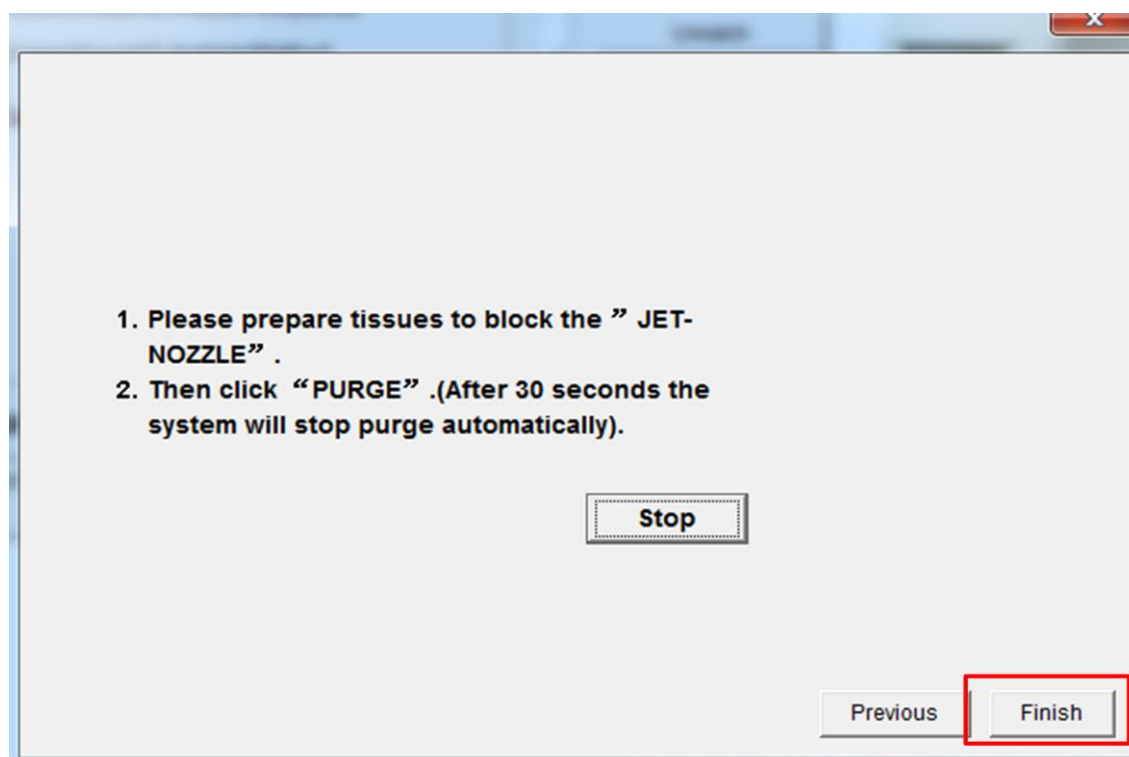 1. Please prepare tissues to block the ” JET-
NOZZLE” .
2. Then click “PURGE” .(After 30 seconds the
system will stop purge automatically).
Stop
Previous
Finish